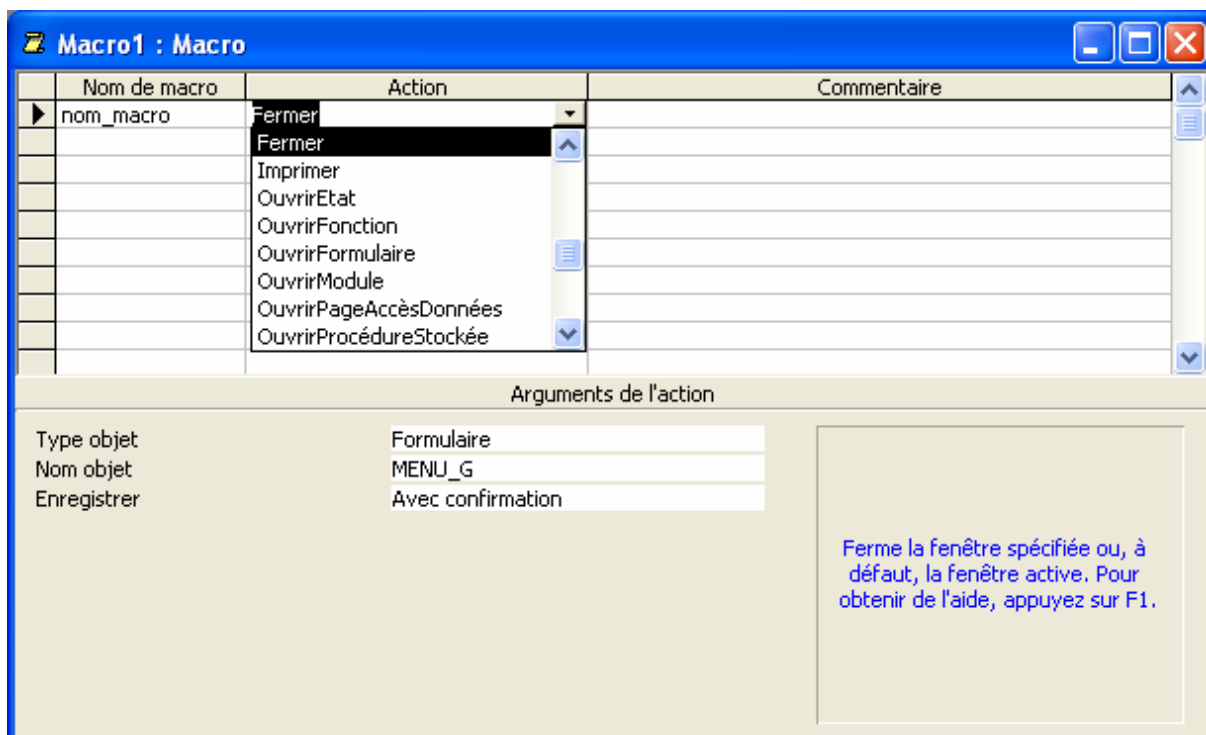 Macro1 : Macro
Nom de macro Action Commentaire
nom_macro Fermer
Fermer
Imprimer
OuvrirEtat
OuvrirFonction
OuvrirFormulaire
OuvrirModule
OuvrirPageAccèsDonnées
OuvrirProcédureStockée
Arguments de l'action
Type objet Formulaire
Nom objet MENU_G
Enregistrer Avec confirmation
Ferme la fenêtre spécifiée ou, à
défaut, la fenêtre active. Pour
obtenir de l'aide, appuyez sur F1.